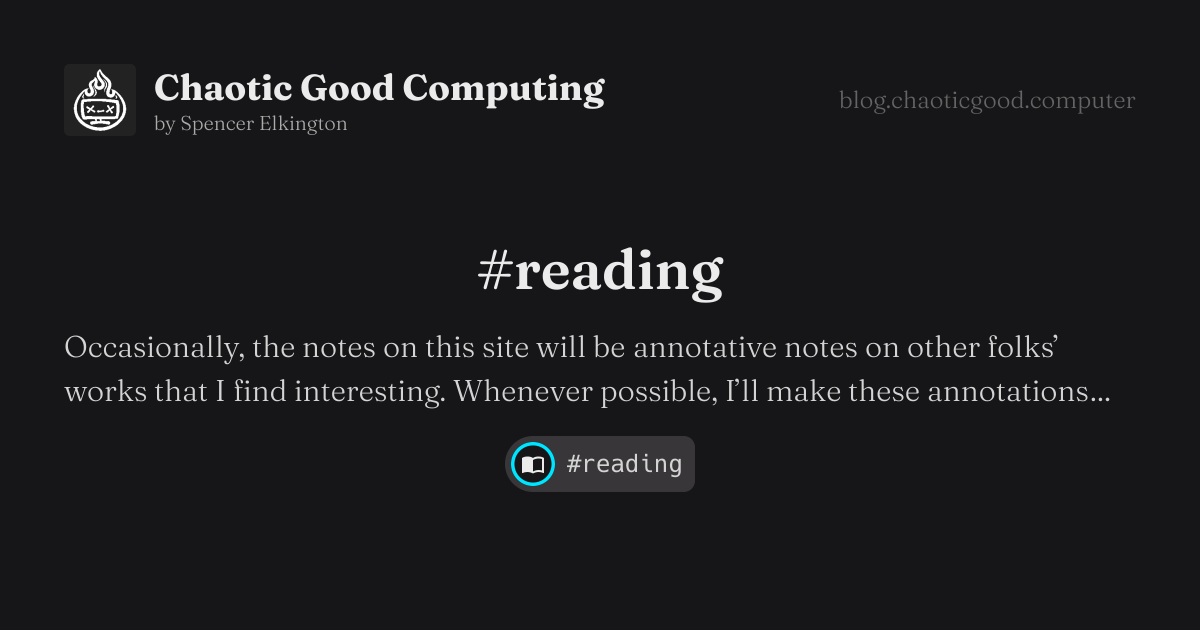 Chaotic Good Computing
by Spencer Elkington
blog.chaoticgood.computer
#reading
Occasionally, the notes on this site will be annotative notes on other folks’
works that I find interesting. Whenever possible, I’ll make these annotations...
#reading